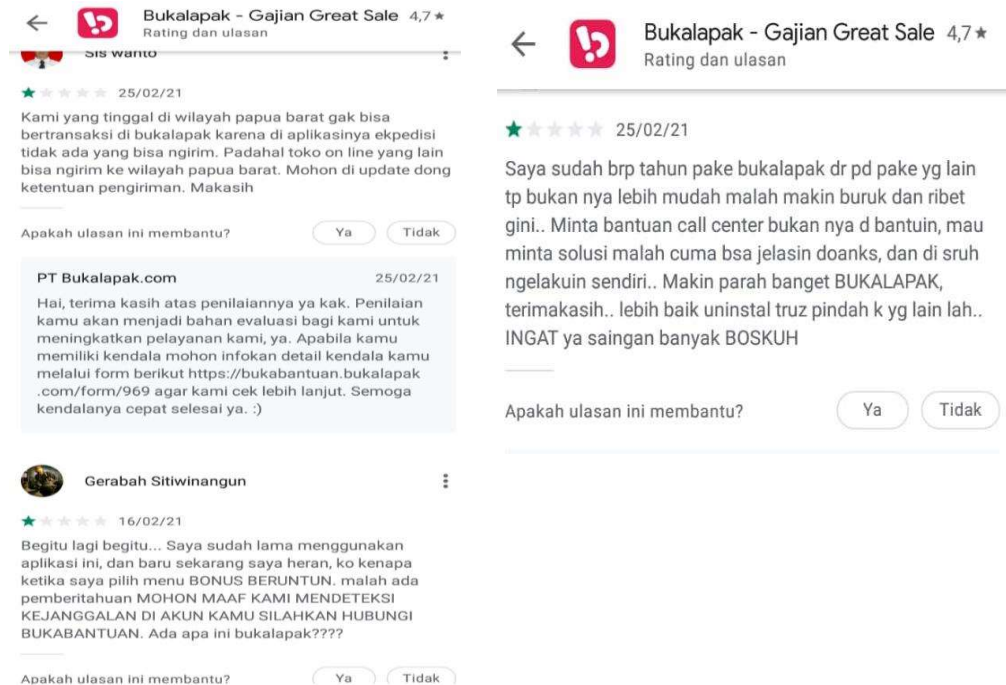 Bukalapak - Gajian Great Sale 4,7 ★
Rating dan ulasan
Sis wanto
25/02/21
Kami yang tinggal di wilayah papua barat gak bisa
bertransaksi di bukalapak karena di aplikasinya ekpedisi
tidak ada yang bisa ngirim. Padahal toko on line yang lain
bisa ngirim ke wilayah papua barat. Mohon di update dong
ketentuan pengiriman. Makasih
Apakah ulasan ini membantu? Ya Tidak
PT Bukalapak.com 25/02/21
Hai, terima kasih atas penilaiannya ya kak. Penilaian
kamu akan menjadi bahan evaluasi bagi kami untuk
meningkatkan pelayanan kami, ya. Apabila kamu
memiliki kendala mohon infokan detail kendala kamu
melalui form berikut https://bukabantuan.bukalapak
.com/form/969 agar kami cek lebih lanjut. Semoga
kendalanya cepat selesai ya. :)
Gerabah Sitiwinangun
16/02/21
Begitu lagi begitu... Saya sudah lama menggunakan
aplikasi ini, dan baru sekarang saya heran, ko kenapa
ketika saya pilih menu BONUS BERUNTUN. malah ada
pemberitahuan MOHON MAAF KAMI MENDETEKSI
KEJANGGALAN DI AKUN KAMU SILAHKAN HUBUNGI
BUKABANTUAN. Ada apa ini bukalapak????
Apakah ulasan ini membantu? Ya Tidak
Bukalapak - Gajian Great Sale 4,7 ★
Rating dan ulasan
25/02/21
Saya sudah brp tahun pake bukalapak dr pd pake yg lain
tp bukan nya lebih mudah malah makin buruk dan ribet
gini.. Minta bantuan call center bukan nya d bantuin, mau
minta solusi malah cuma bsa jelasin doanks, dan di sruh
ngelakuin sendiri.. Makin parah banget BUKALAPAK,
terimakasih.. lebih baik uninstal truz pindah k yg lain lah..
INGAT ya saingan banyak BOSKUH
Apakah ulasan ini membantu? Ya Tidak